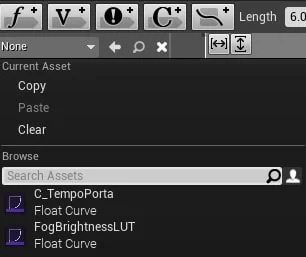 f+ V+ !+ C+ + Length 6.0
None
Current Asset
Copy
Paste
Clear
Browse
Search Assets
C_TempoPorta
Float Curve
FogBrightnessLUT
Float Curve